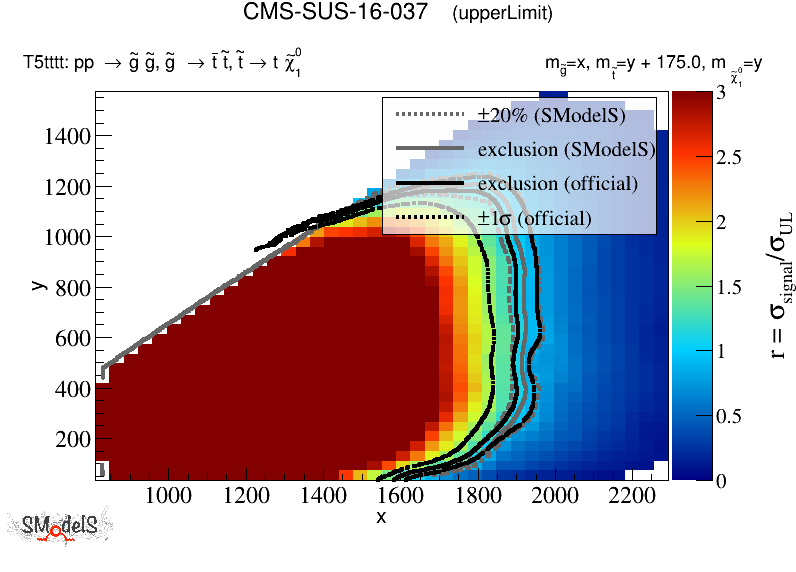 CMS-SUS-16-037 (upperLimit)
T5tttt: pp → g̃ g̃, g̃ → t̄ t̃, t̃ → t χ̃₁⁰
m_g̃=x, m_t̃=y + 175.0, m_χ̃₁⁰=y
±20% (SModelS)
exclusion (SModelS)
exclusion (official)
±1σ (official)
1400
1200
1000
800
600
400
200
y
1000 1200 1400 1600 1800 2000 2200
x
3
2.5
2
1.5
1
0.5
0
r = σ_signal/σ_UL
SModelS